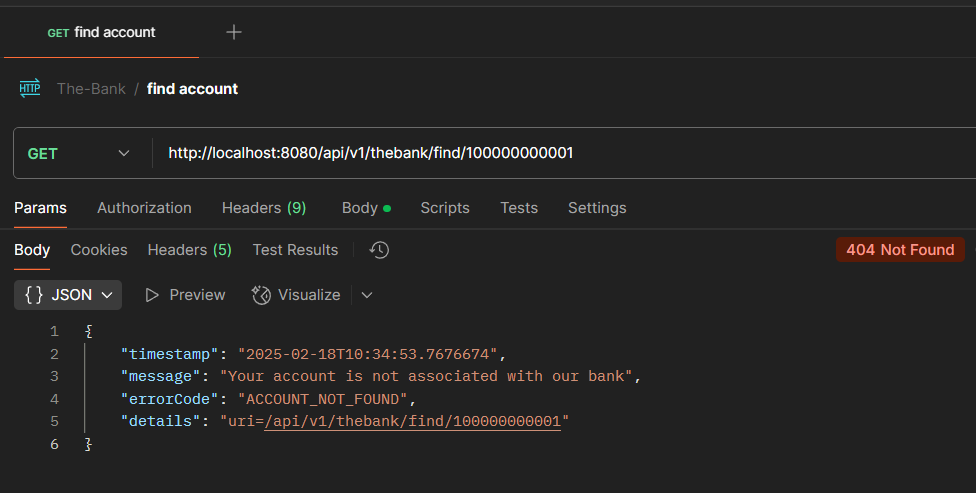 GET find account
The-Bank / find account
GET http://localhost:8080/api/v1/thebank/find/100000000001
Params Authorization Headers (9) Body Scripts Tests Settings
Body Cookies Headers (5) Test Results 404 Not Found
{} JSON Preview Visualize
1 {
2 "timestamp": "2025-02-18T10:34:53.7676674",
3 "message": "Your account is not associated with our bank",
4 "errorCode": "ACCOUNT_NOT_FOUND",
5 "details": "uri=/api/v1/thebank/find/100000000001"
6 }